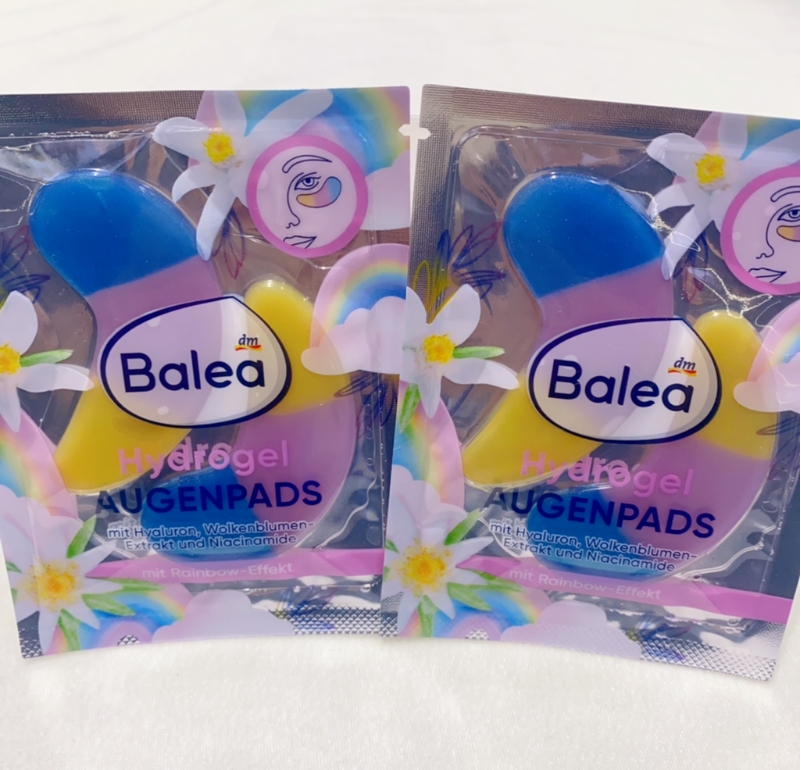 dm
Balea
Hydrogel
AUGENPADS
mit Hyaluron, Wolkenblumen-
Extrakt und Niacinamide
mit Rainbow-Effekt
dm
Balea
Hydrogel
AUGENPADS
mit Hyaluron, Wolkenblumen-
Extrakt und Niacinamide
mit Rainbow-Effekt